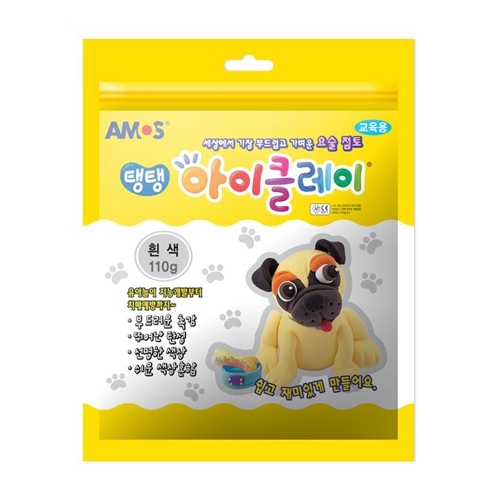 AMOS
교육용
세상에서 가장 부드럽고 가벼운 요술 점토
탱탱 아이클레이
흰 색
110g
유아놀이 지능개발부터
치매예방까지~
· 부드러운 촉감
· 뛰어난 탄성
· 선명한 색상
· 쉬운 색상혼합
쉽고 재미있게 만들어요.